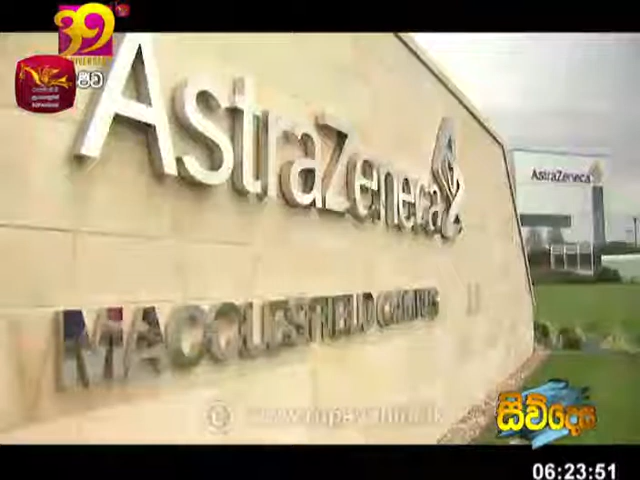 39
ජීව
AstraZeneca
AstraZeneca
MACCLESFIELD CAMPUS
www.rupavahini.lk
සිව්දෙස
06:23:51